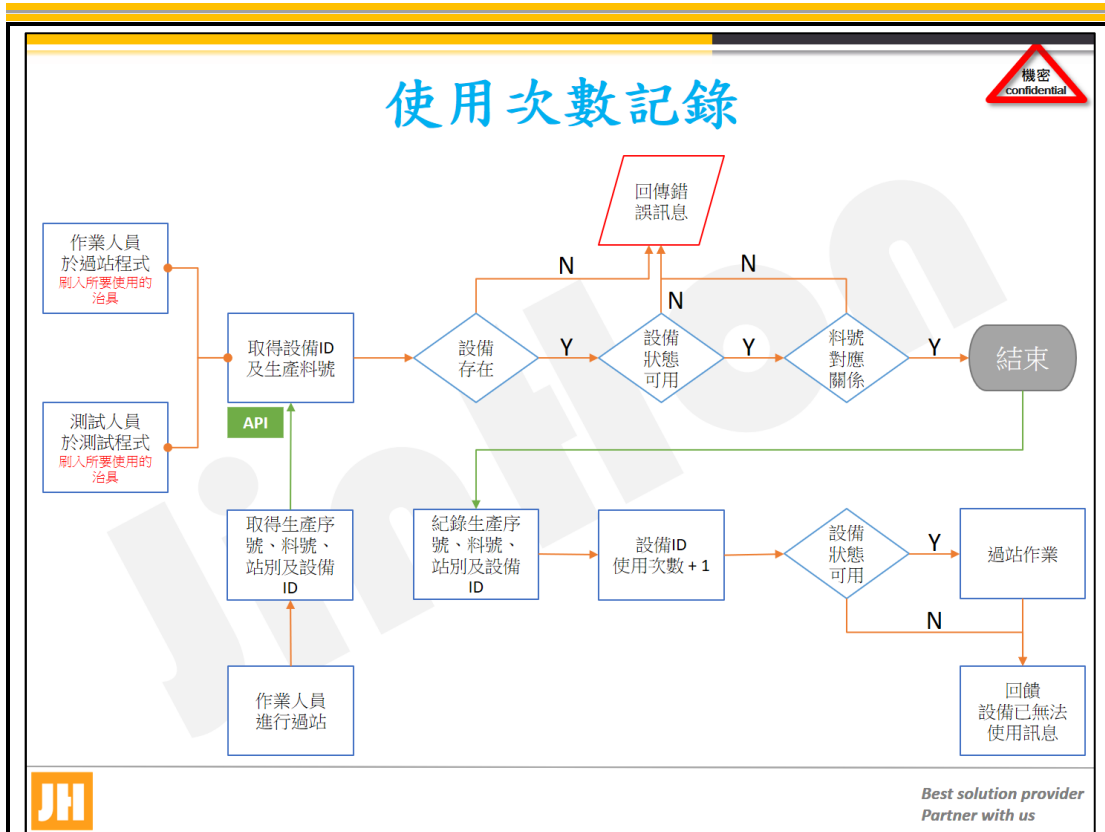 機密
confidential
使用次數記錄
回傳錯
誤訊息
作業人員
於過站程式
刷入所要使用的
治具
N
N
N
取得設備ID
及生產料號
設備
存在
Y
設備
狀態
可用
Y
料號
對應
關係
Y
結束
API
測試人員
於測試程式
刷入所要使用的
治具
取得生產序
號、料號、
站別及設備
ID
紀錄生產序
號、料號、
站別及設備
ID
設備ID
使用次數 + 1
設備
狀態
可用
Y
過站作業
N
作業人員
進行過站
回饋
設備已無法
使用訊息
jintlon
JH
Best solution provider
Partner with us